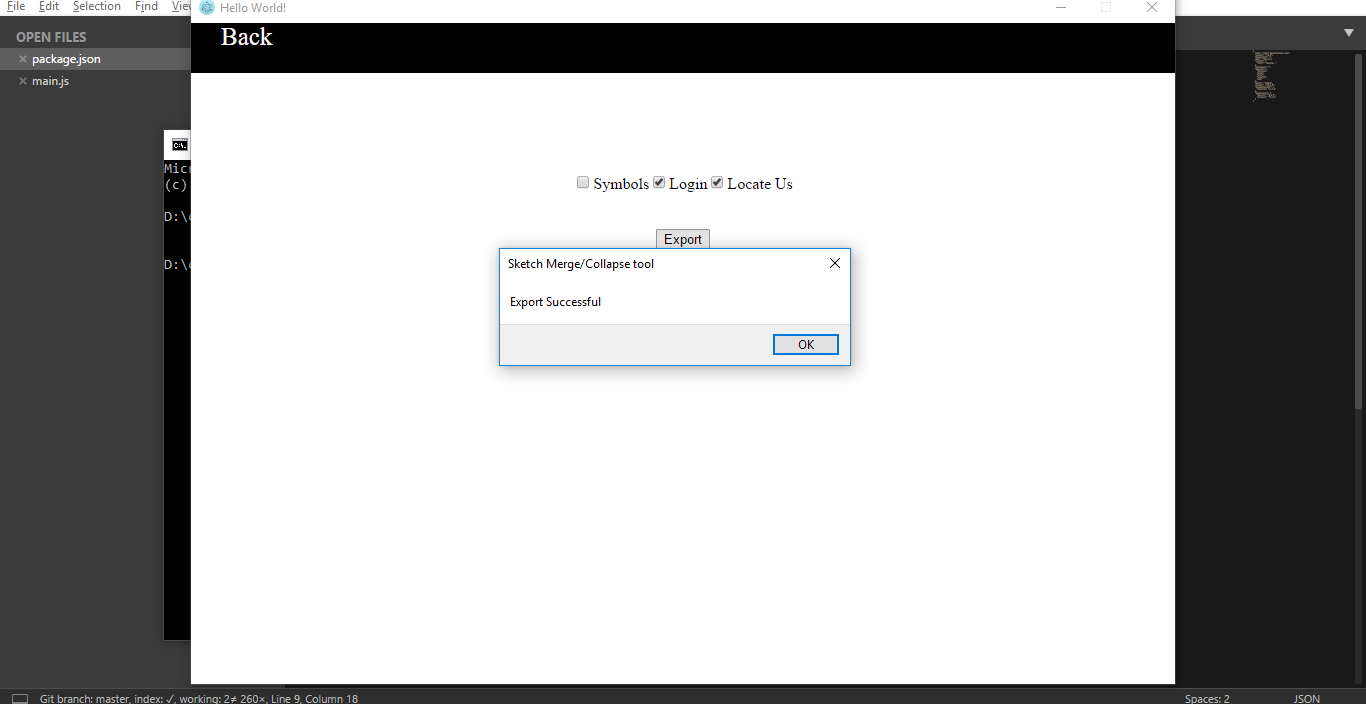 File Edit Selection Find Vie
Hello World!
OPEN FILES
package.json
main.js
Back
C:\.
Micr
(c)
D:\c
D:\c
Symbols Login Locate Us
Export
Sketch Merge/Collapse tool
Export Successful
OK
Git branch: master, index: ✓, working: 2≠ 260×, Line 9, Column 18
Spaces: 2
JSON